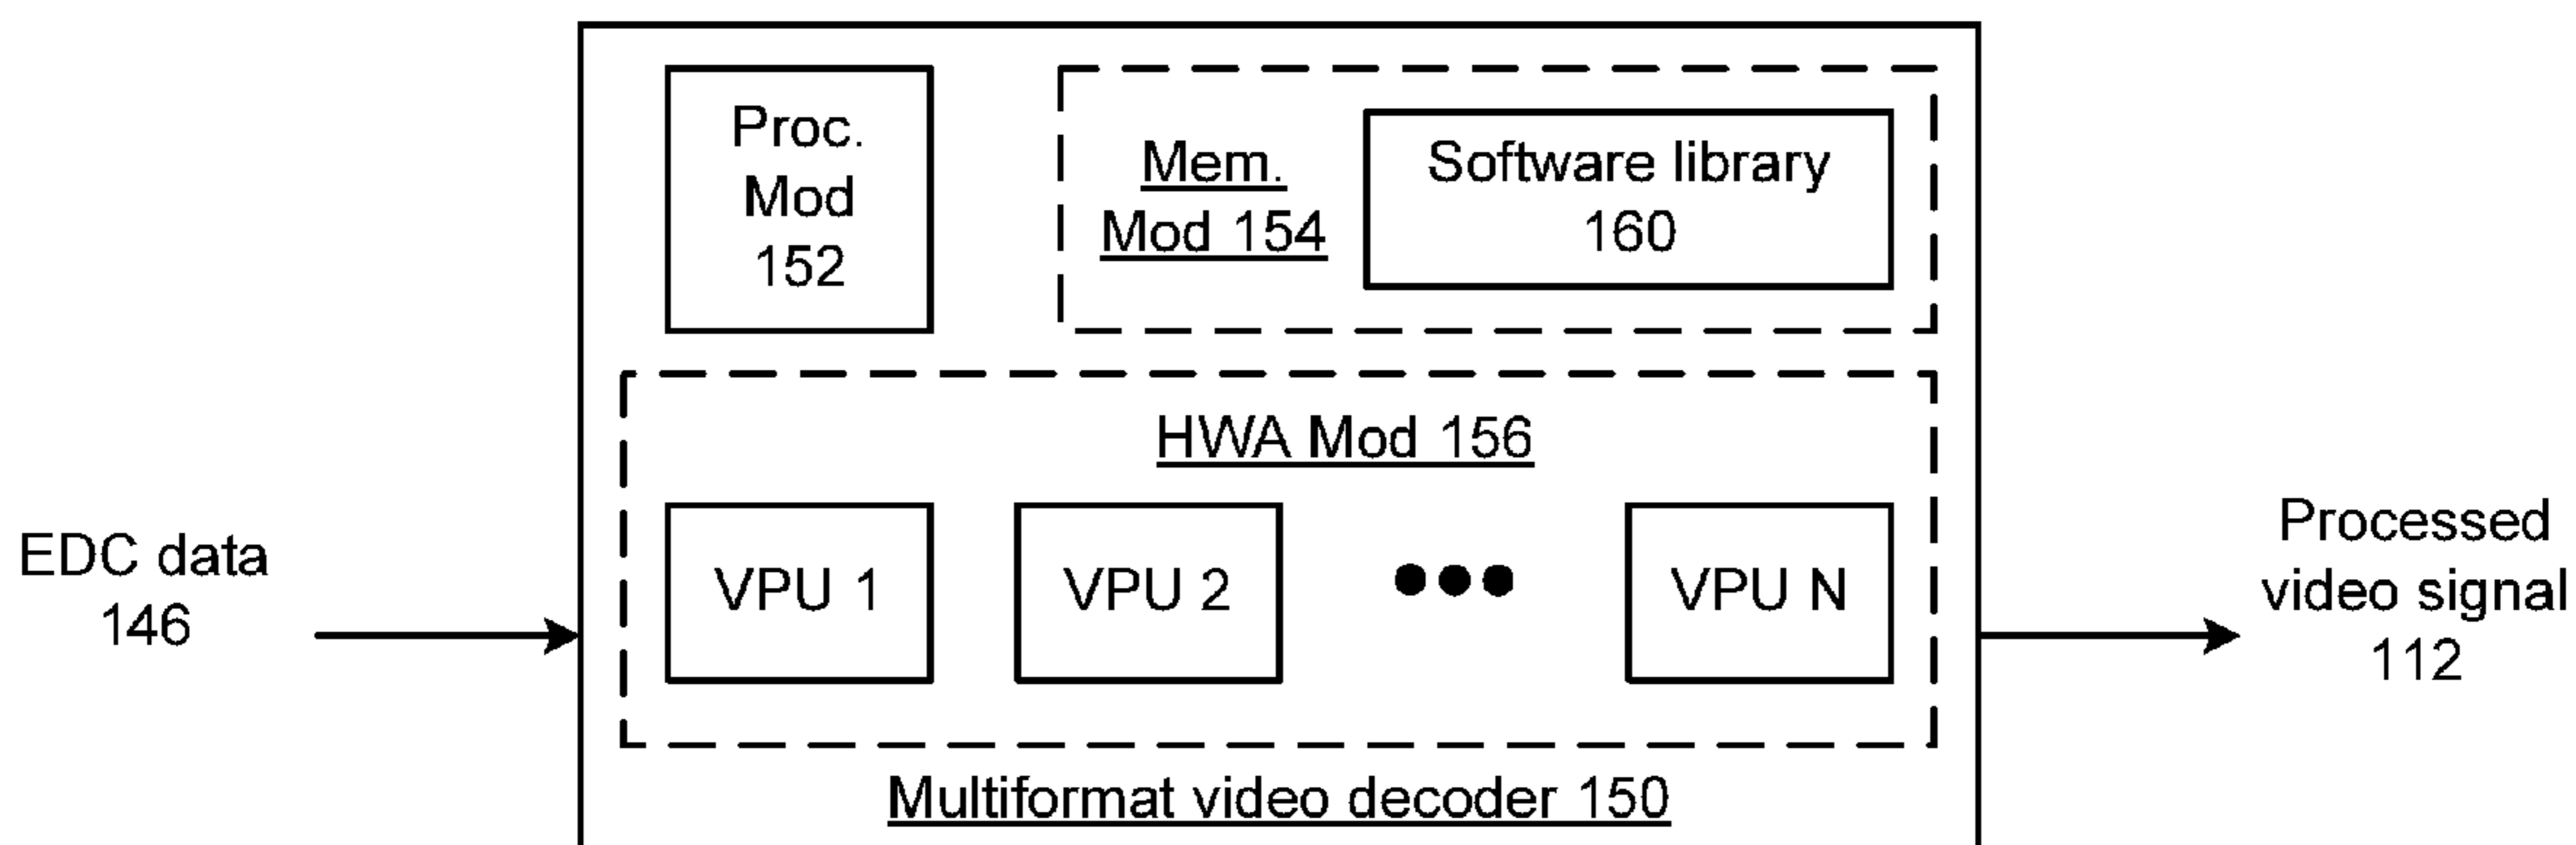 Proc.
Mod
152
Mem.
Mod 154
Software library
160
HWA Mod 156
EDC data
146
VPU 1
VPU 2
VPU N
Processed
video signal
112
Multiformat video decoder 150